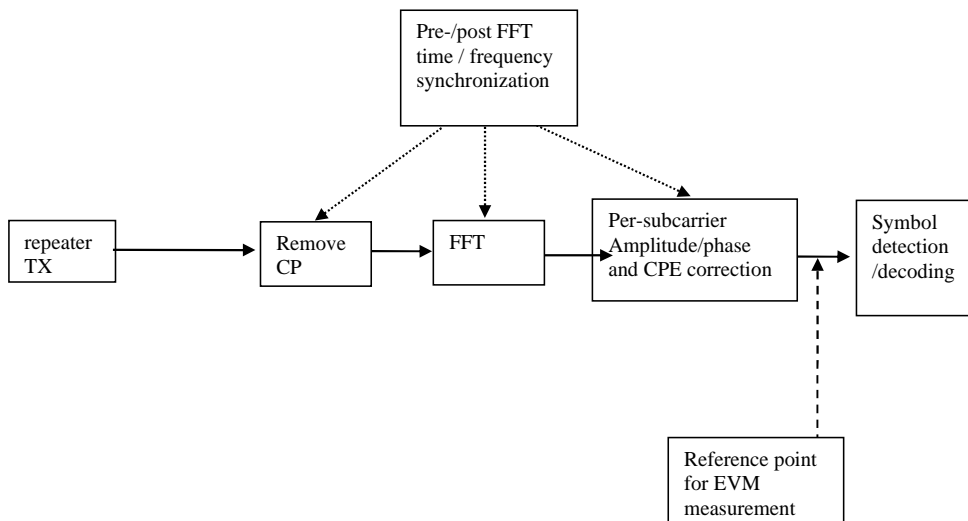 Pre-/post FFT
time / frequency
synchronization
repeater
TX
Remove
CP
FFT
Per-subcarrier
Amplitude/phase
and CPE correction
Symbol
detection
/decoding
Reference point
for EVM
measurement